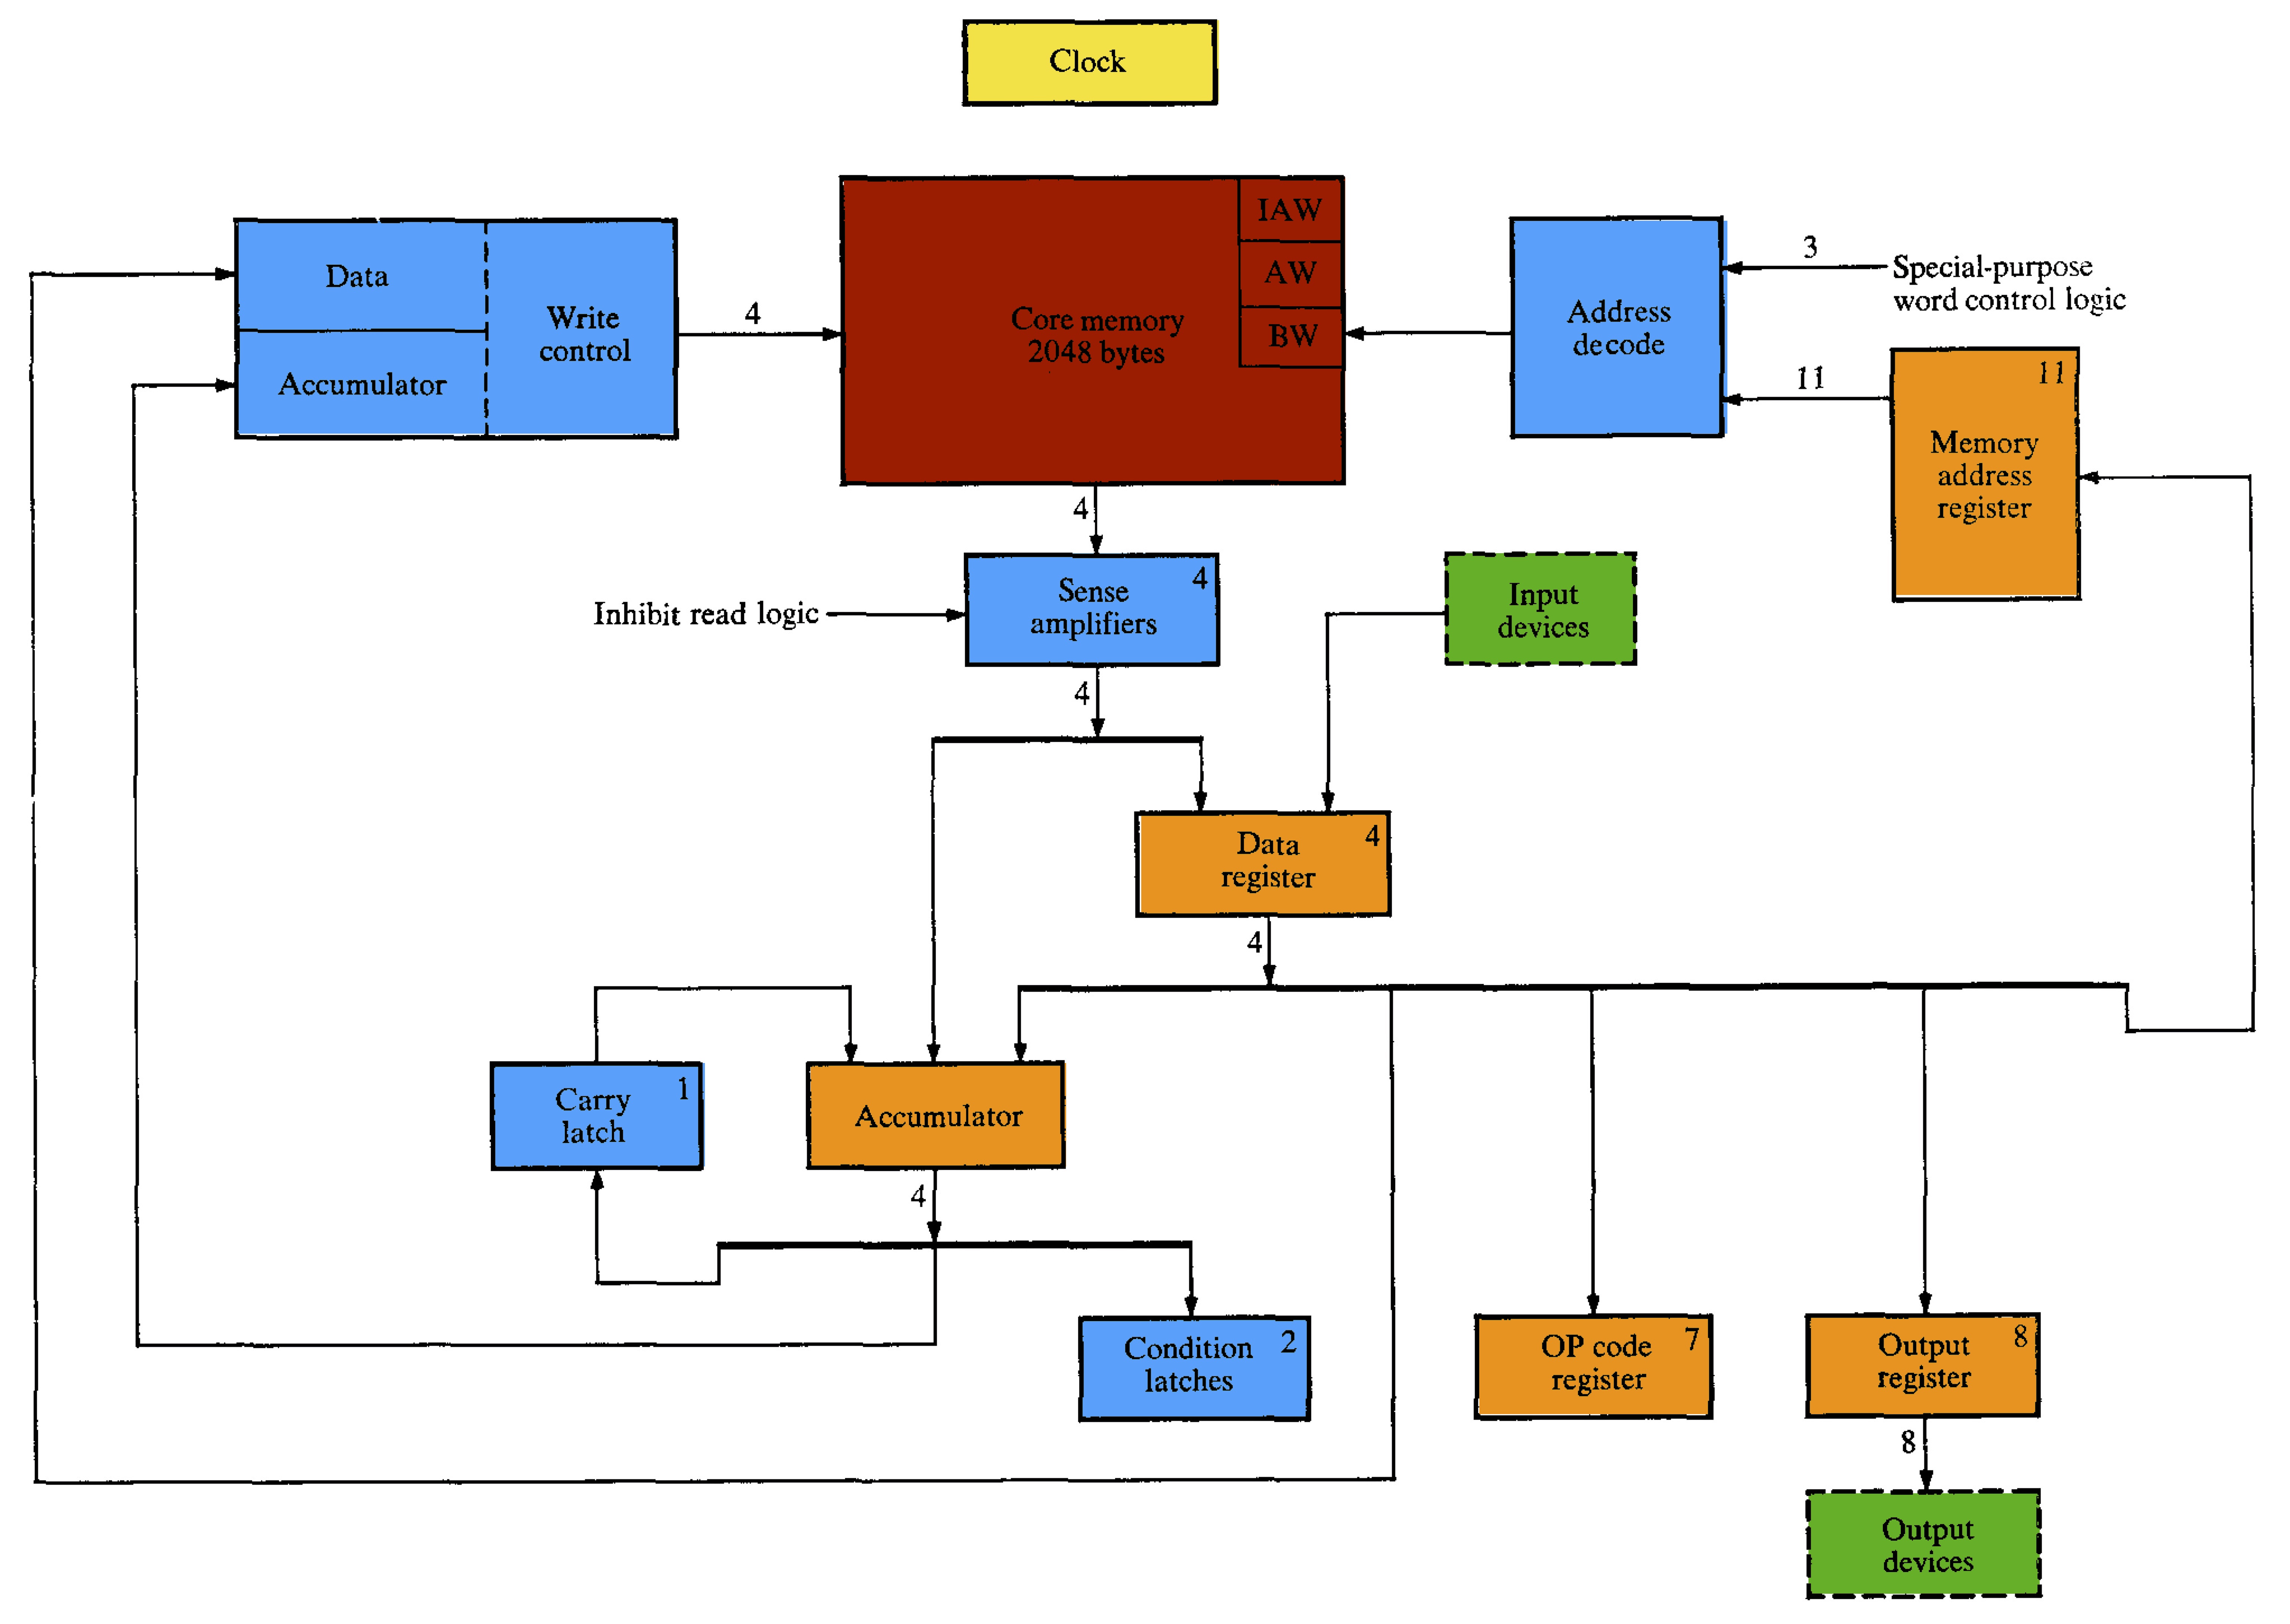 Clock
IAW
AW
BW
Core memory
2048 bytes
Data
Accumulator
Write
control
4
Address
decode
3
Special-purpose
word control logic
11
11
Memory
address
register
4
Inhibit read logic
Sense
amplifiers
4
Input
devices
4
Data
register
4
4
Carry
latch
1
Accumulator
4
Condition
latches
2
OP code
register
7
Output
register
8
8
Output
devices